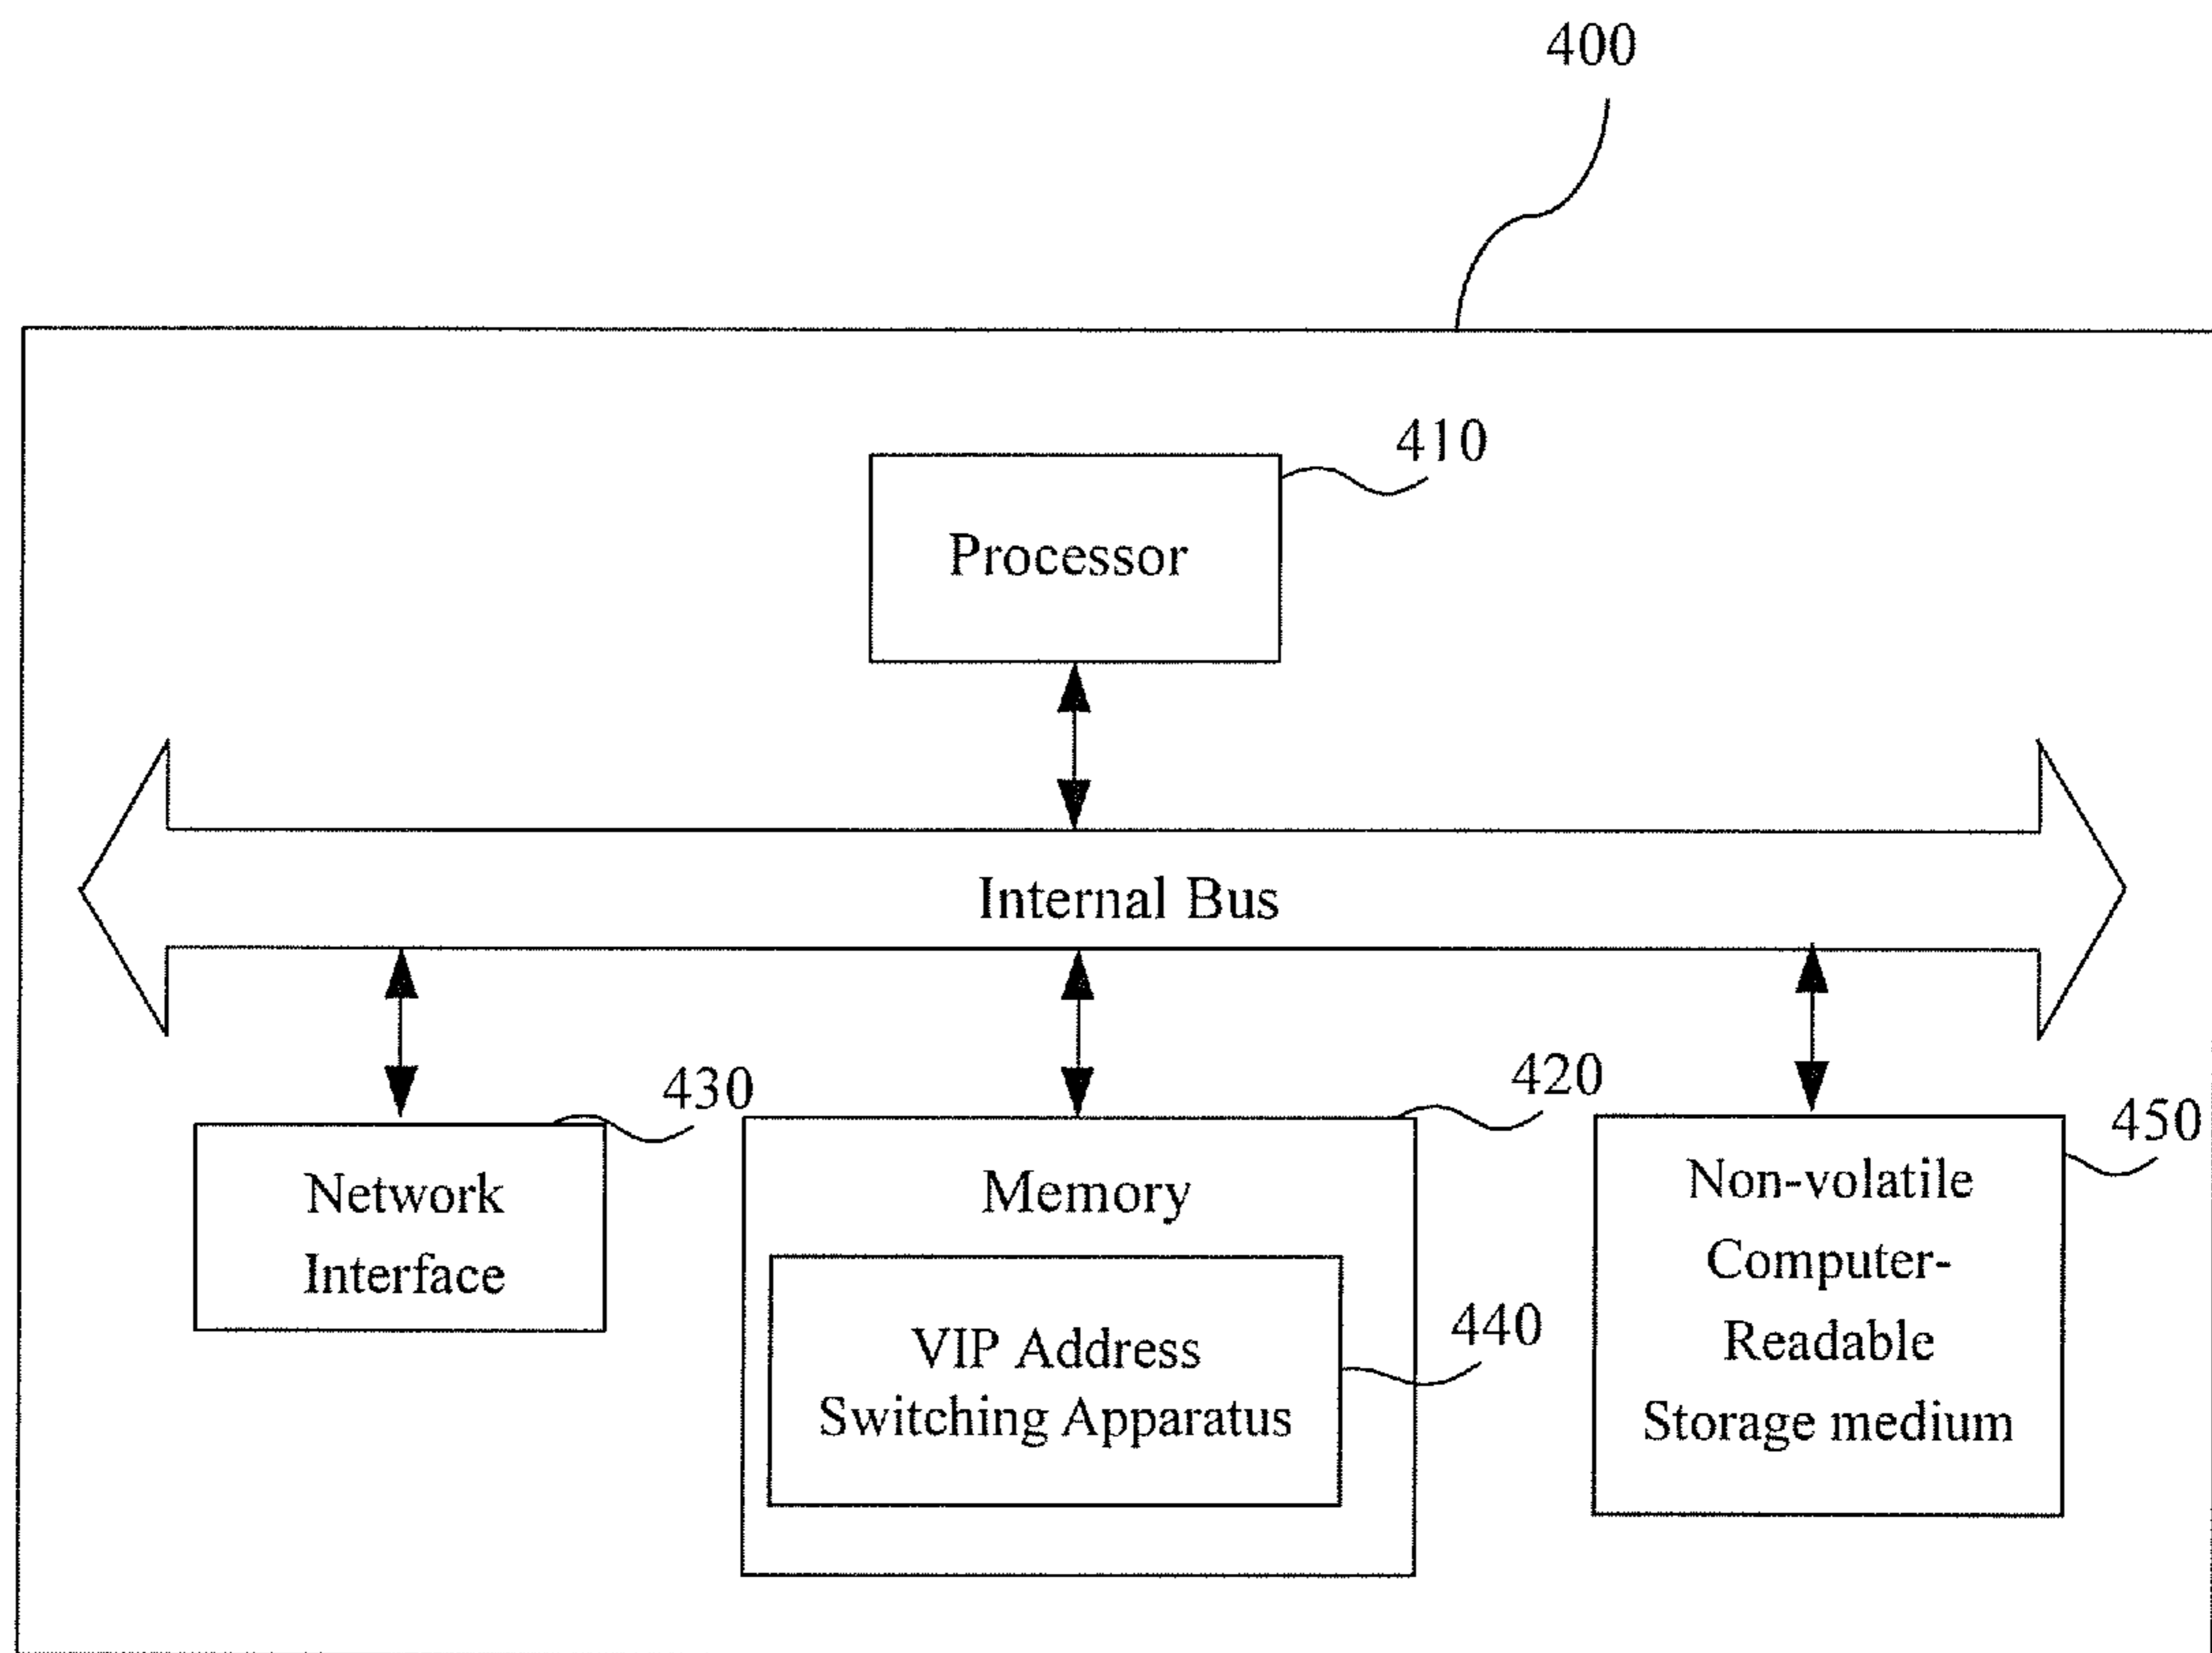 400
410
Processor
Internal Bus
430
420
450
Network
Interface
Memory
VIP Address
Switching Apparatus
440
Non-volatile
Computer-
Readable
Storage medium